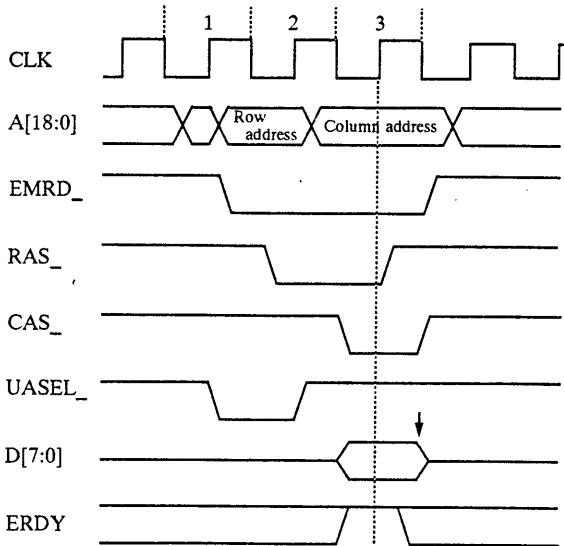 1 2 3
CLK
A[18:0]
Row
address
Column address
EMRD_
RAS_
CAS_
UASEL_
D[7:0]
ERDY